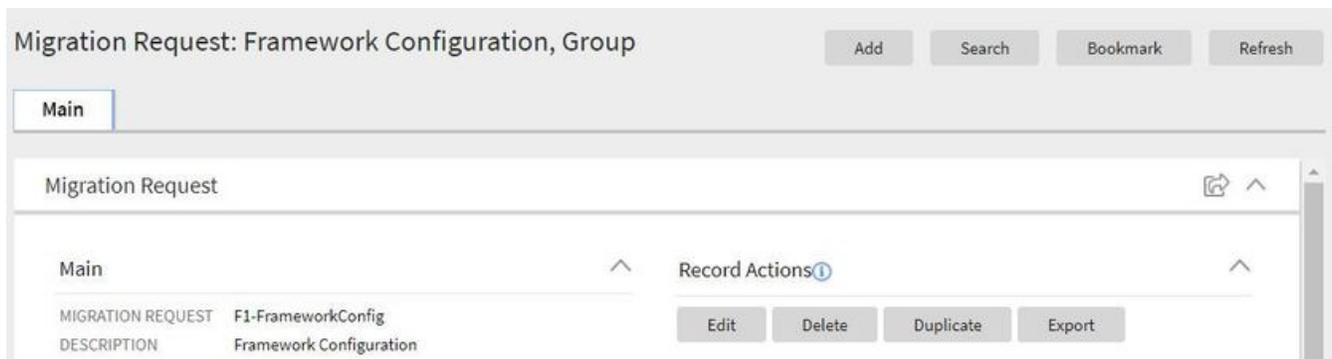 Migration Request: Framework Configuration, Group
Add Search Bookmark Refresh
Main
Migration Request
Main
MIGRATION REQUEST F1-FrameworkConfig
DESCRIPTION Framework Configuration
Record Actions
Edit Delete Duplicate Export